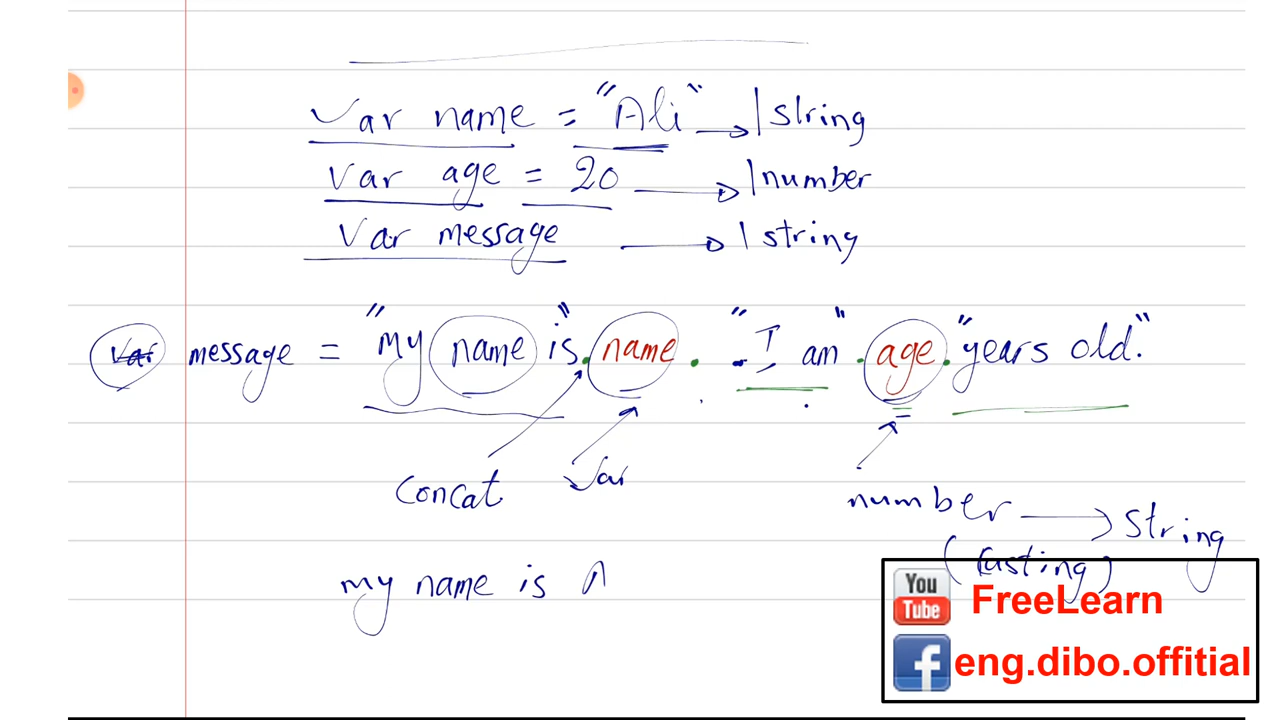 Var name = "Ali" → | string
Var age = 20 → | number
Var message → | string
Var message = "My name is" . name . "I am" . age . "years old."
Concat
Var
number → string
(Casting)
my name is A
You
Tube
FreeLearn
f
eng.dibo.offitial